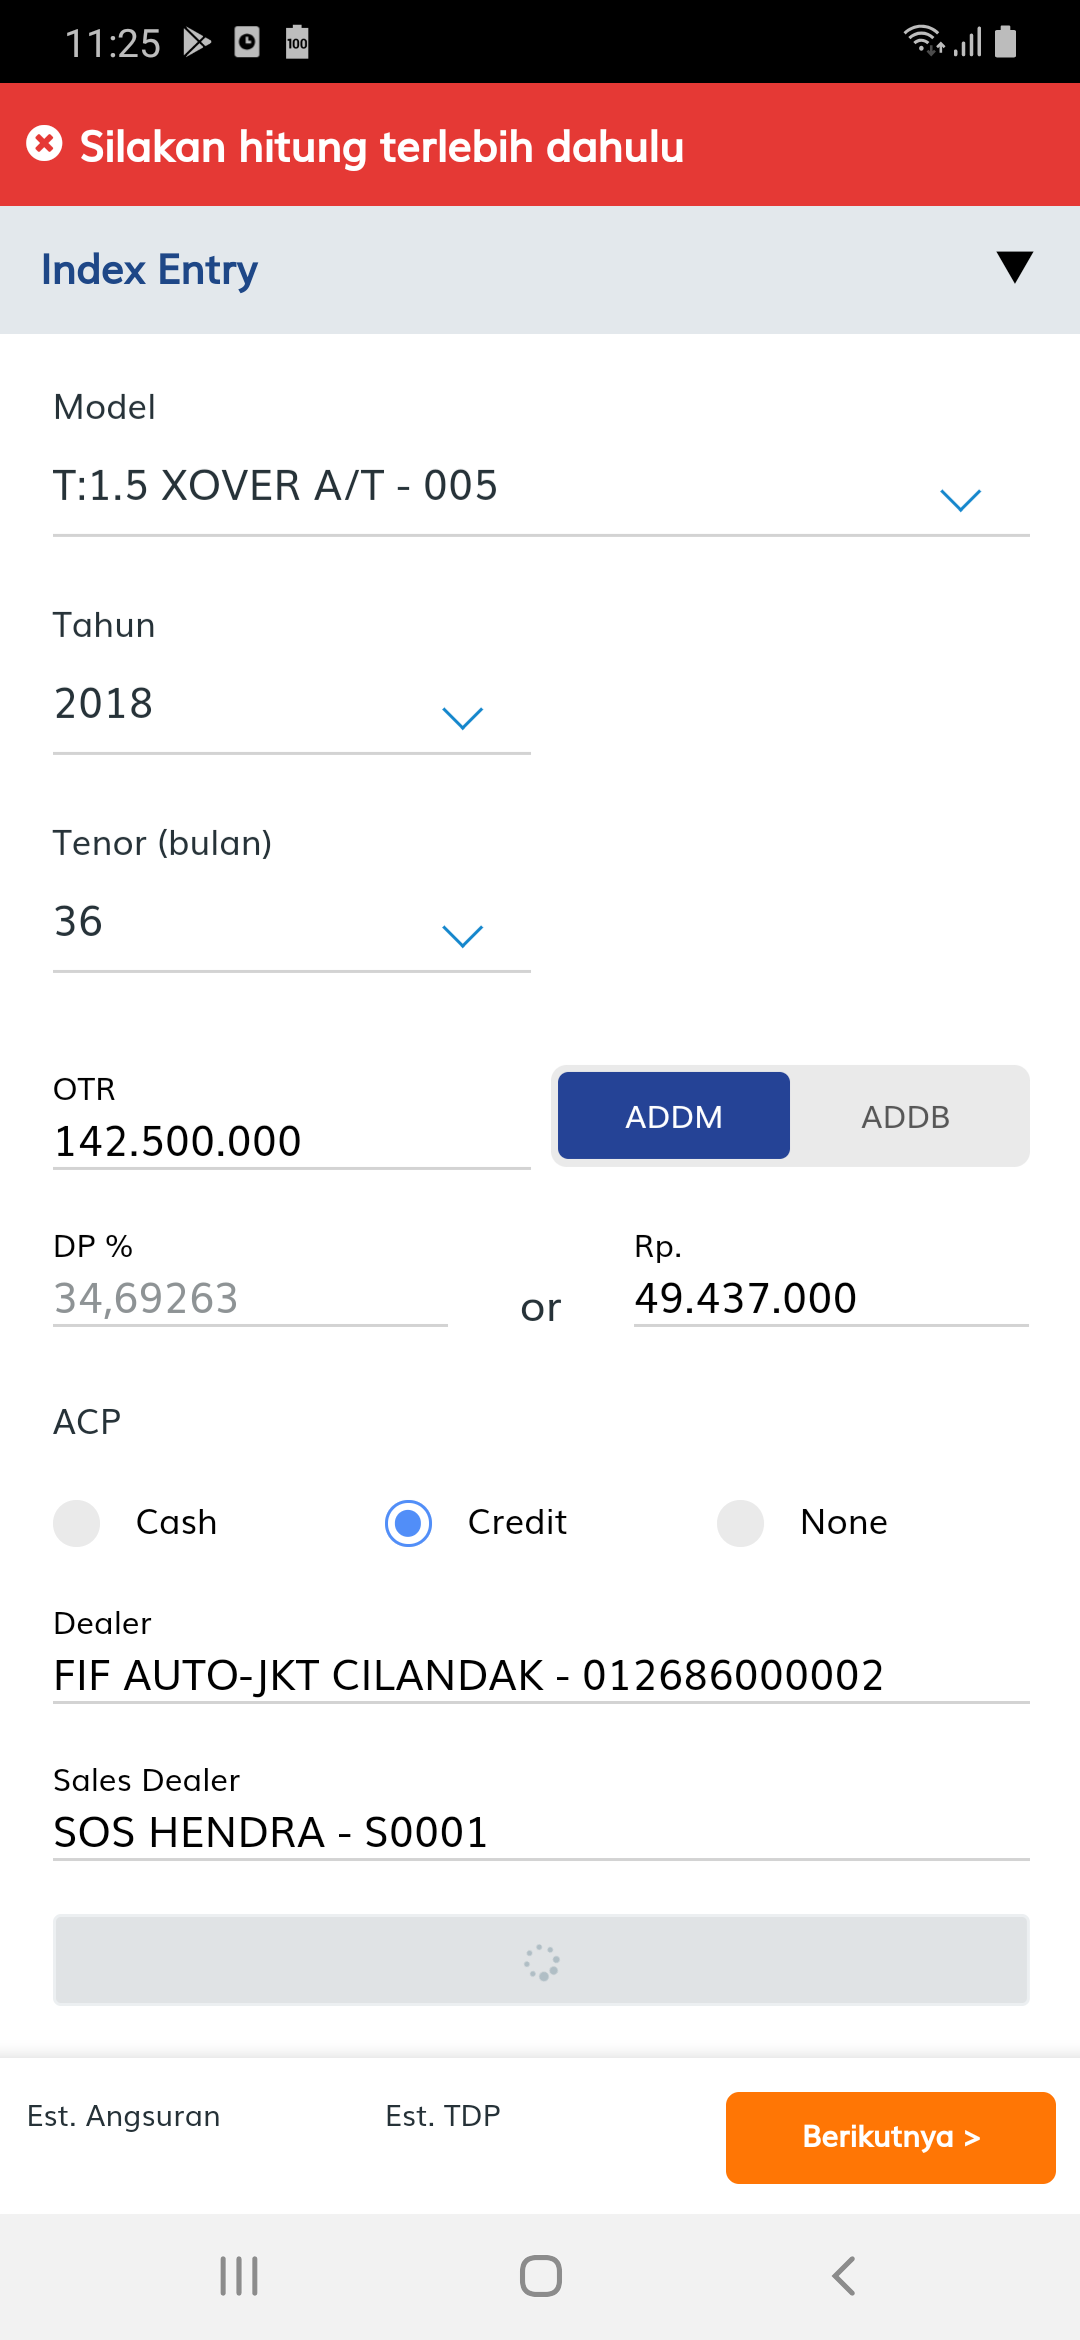 11:25
100
Silakan hitung terlebih dahulu
Index Entry
Model
T:1.5 XOVER A/T - 005
Tahun
2018
Tenor (bulan)
36
OTR
142.500.000
ADDM
ADDB
DP %
34,69263
or
Rp.
49.437.000
ACP
Cash
Credit
None
Dealer
FIF AUTO-JKT CILANDAK - 012686000002
Sales Dealer
SOS HENDRA - S0001
Est. Angsuran
Est. TDP
Berikutnya >